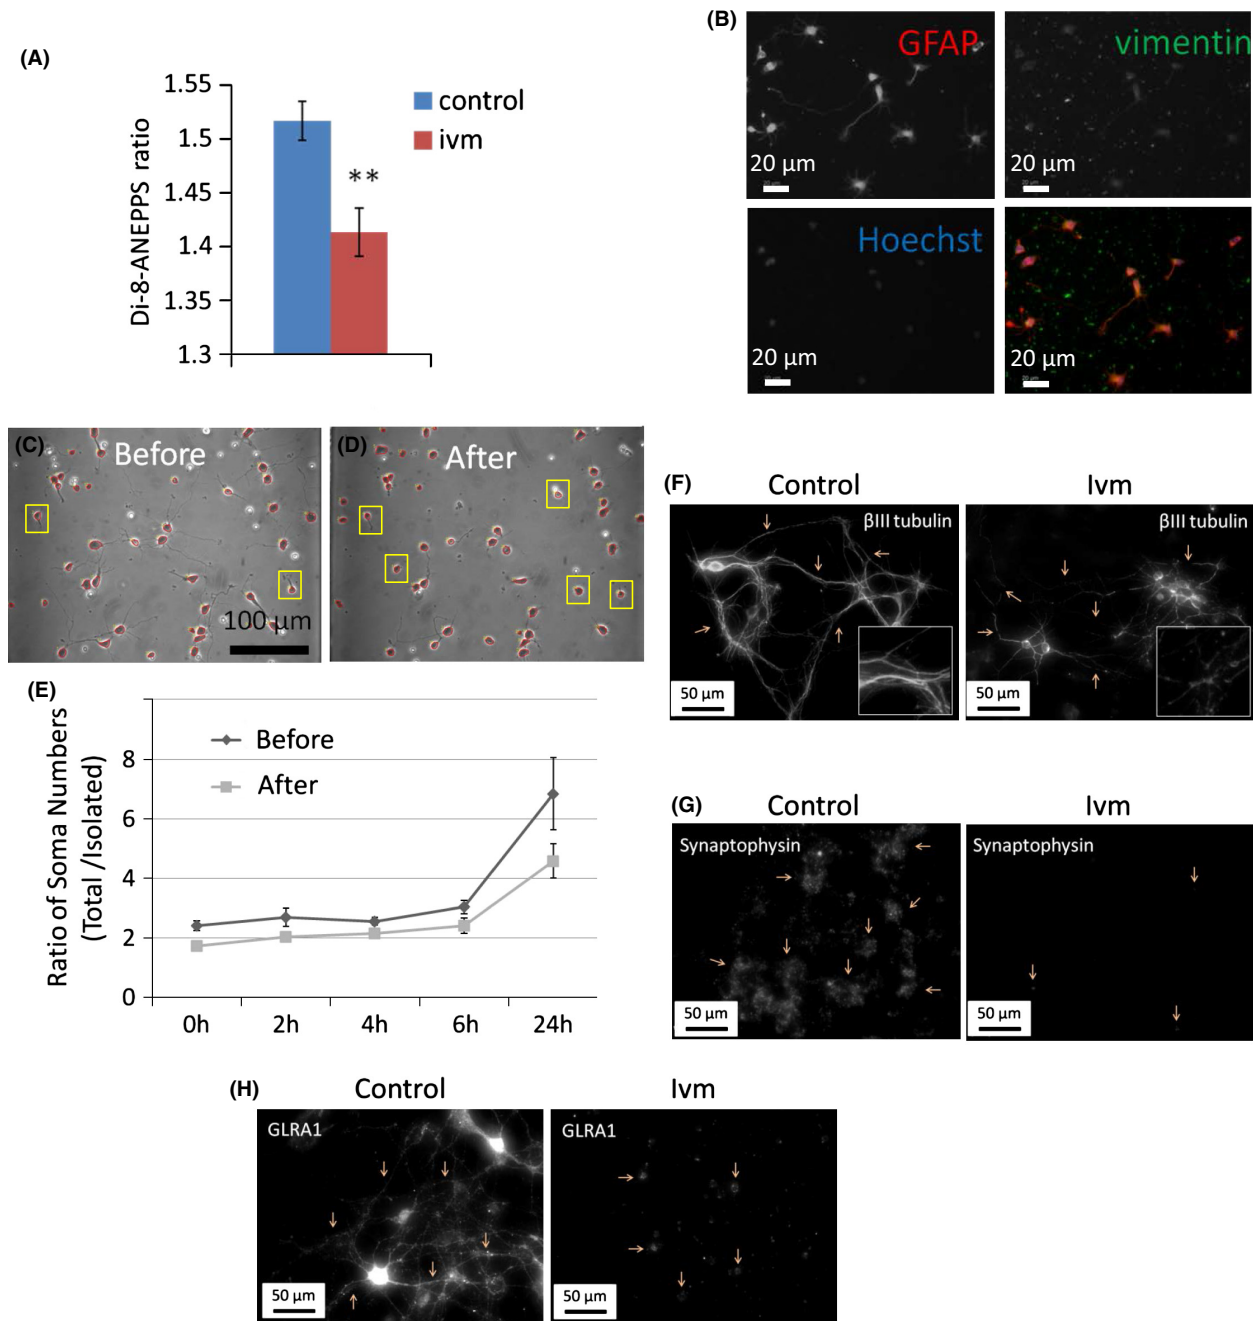 (A)
1.55
1.5
1.45
1.4
1.35
1.3
Di-8-ANEPPS ratio
control
ivm
**
(B)
GFAP
20 μm
vimentin
20 μm
Hoechst
20 μm
20 μm
(C)
Before
100 μm
(D)
After
(E)
Ratio of Soma Numbers
(Total /Isolated)
Before
After
8
6
4
2
0
0h 2h 4h 6h 24h
(F)
Control
Ivm
βIII tubulin
50 μm
βIII tubulin
50 μm
(G)
Control
Ivm
Synaptophysin
50 μm
Synaptophysin
50 μm
(H)
Control
Ivm
GLRA1
50 μm
GLRA1
50 μm